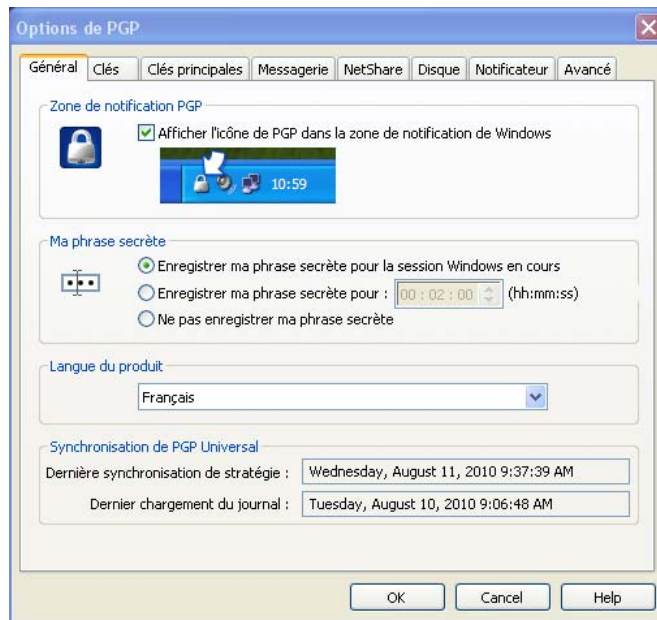 Options de PGP
Général Clés Clés principales Messagerie NetShare Disque Notificateur Avancé
Zone de notification PGP
Afficher l'icône de PGP dans la zone de notification de Windows
10:59
Ma phrase secrète
Enregistrer ma phrase secrète pour la session Windows en cours
Enregistrer ma phrase secrète pour : 00 : 02 : 00 (hh:mm:ss)
Ne pas enregistrer ma phrase secrète
Langue du produit
Français
Synchronisation de PGP Universal
Dernière synchronisation de stratégie : Wednesday, August 11, 2010 9:37:39 AM
Dernier chargement du journal : Tuesday, August 10, 2010 9:06:48 AM
OK Cancel Help